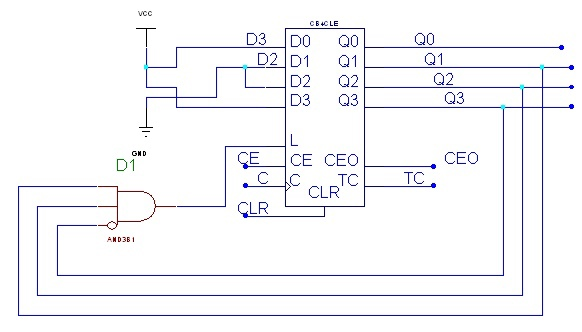 VCC
CB4CLE
D3 D0 Q0 Q0
D2 D1 Q1 Q1
D2 Q2 Q2
D3 Q3 Q3
L
GND
D1
CE CE CEO CEO
C C TC TC
CLR
CLR
AND3B1